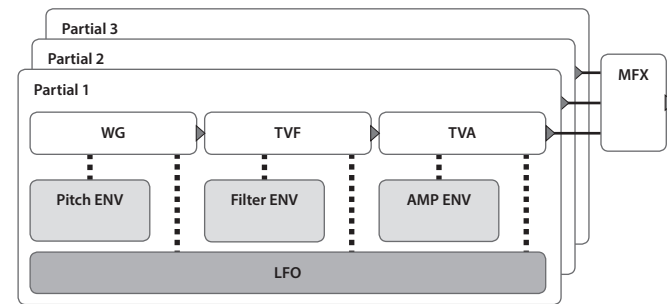 Partial 3
Partial 2
Partial 1
MFX
WG
TVF
TVA
Pitch ENV
Filter ENV
AMP ENV
LFO